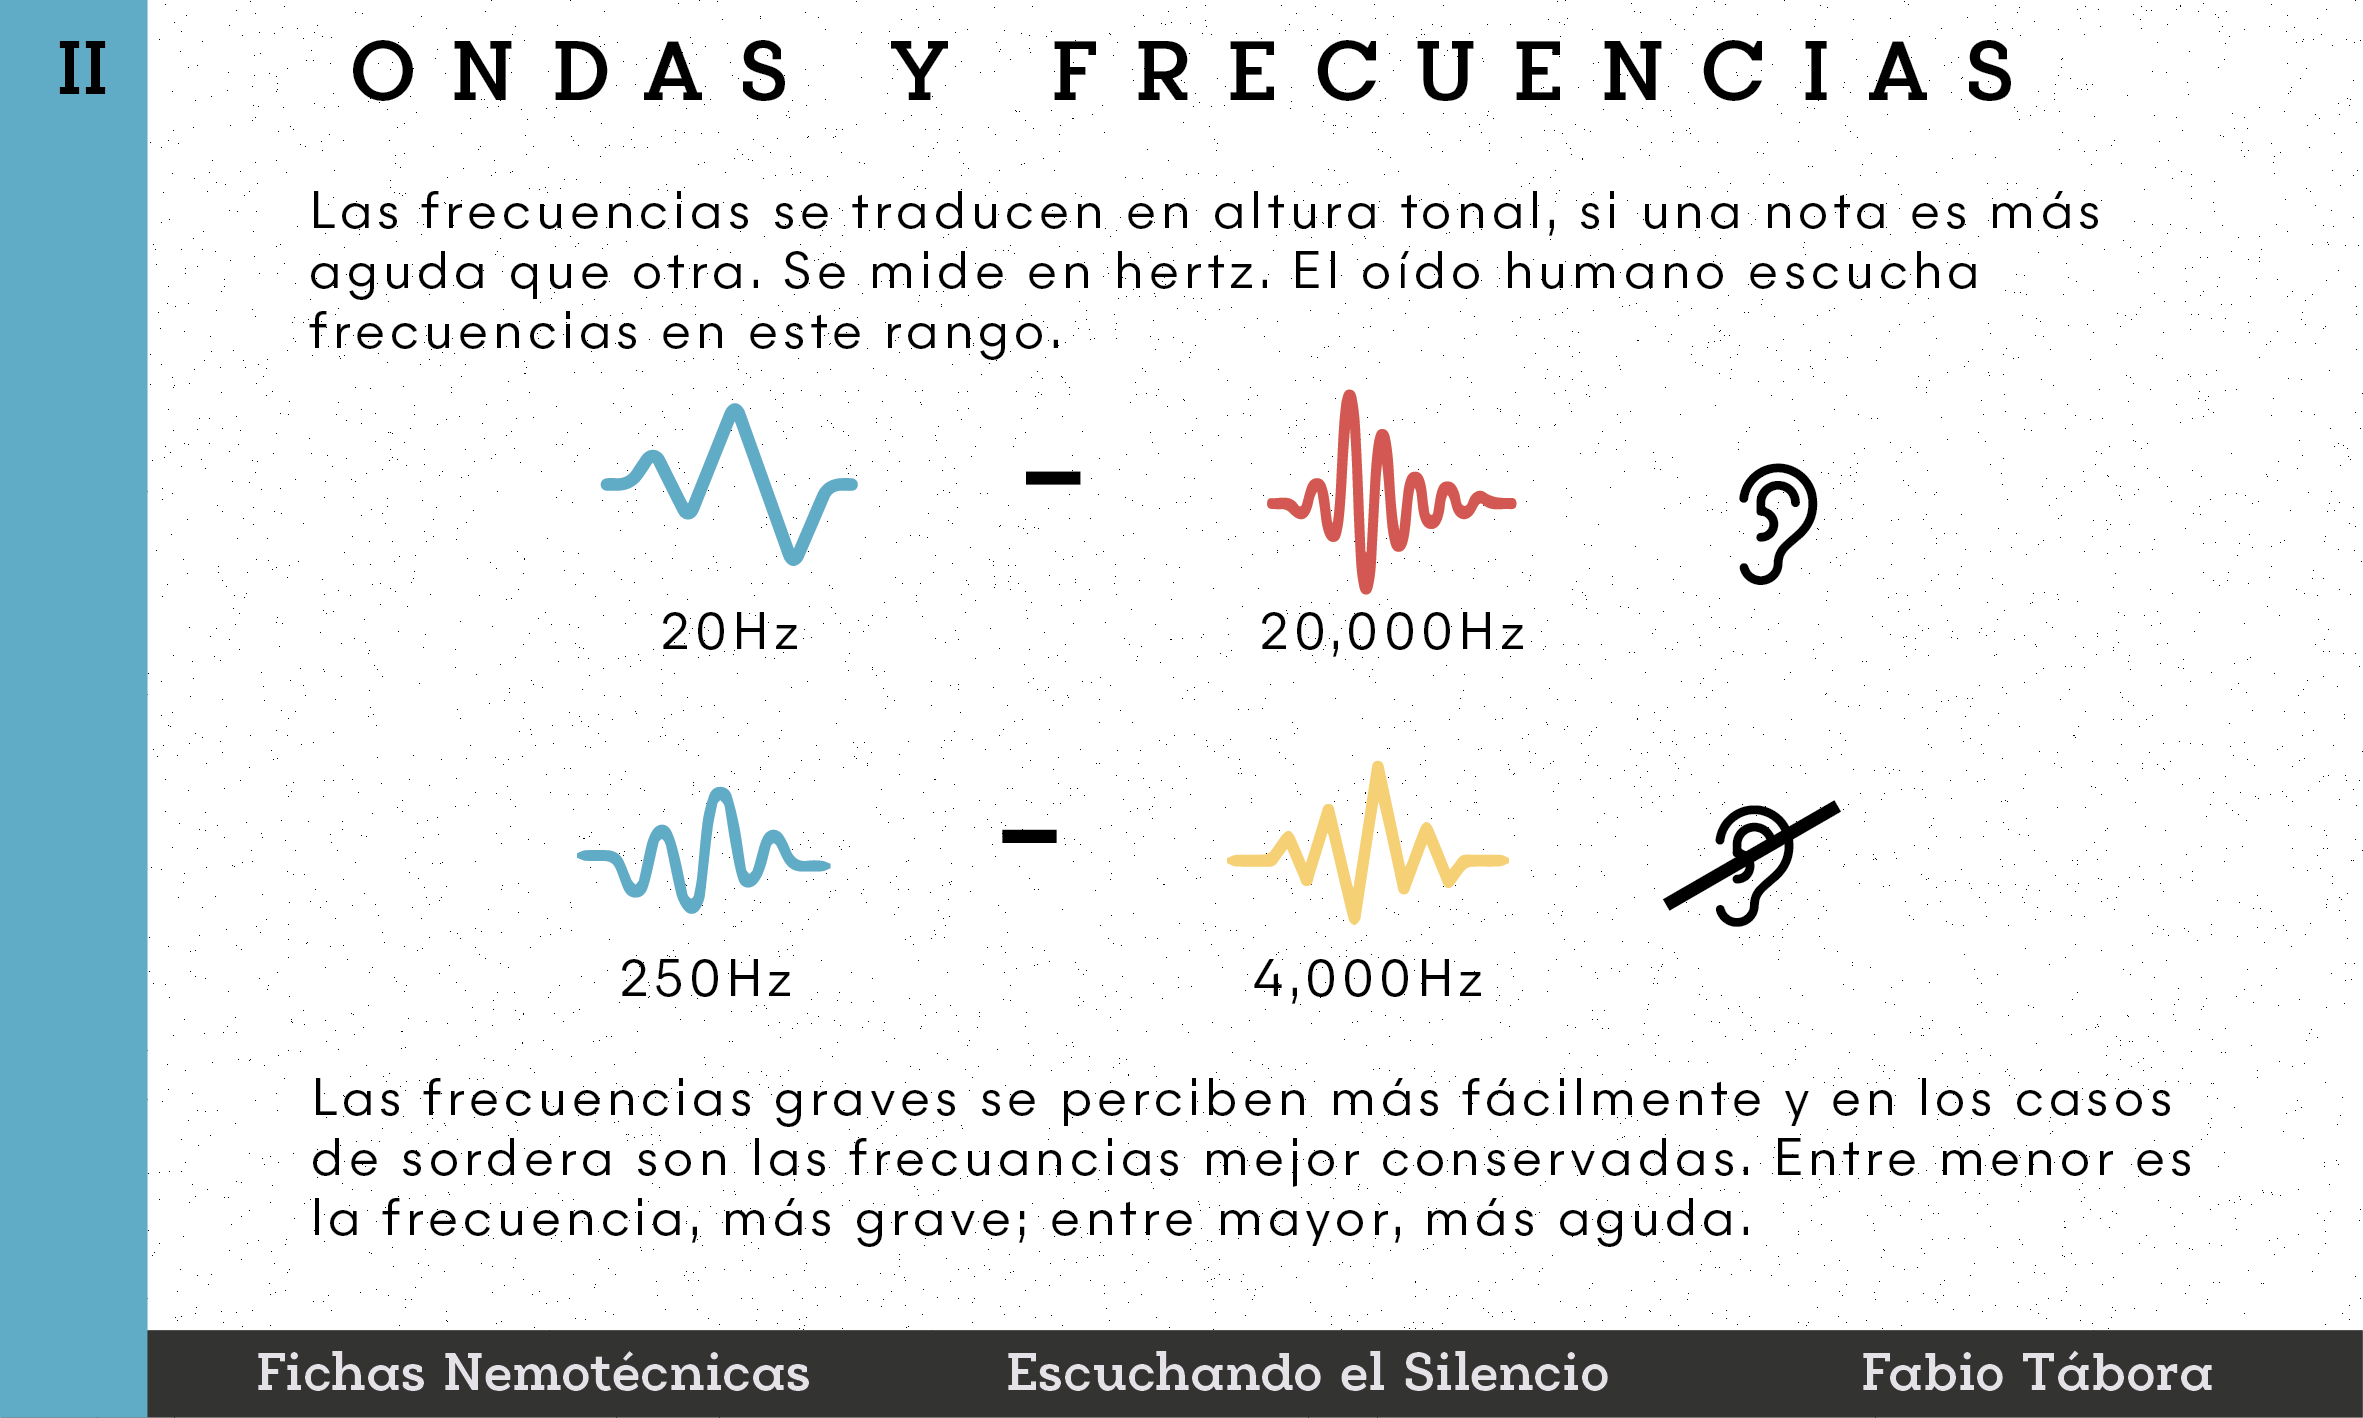 II
ONDAS Y FRECUENCIAS
Las frecuencias se traducen en altura tonal, si una nota es más
aguda que otra. Se mide en hertz. El oído humano escucha
frecuencias en este rango.
20Hz
20,000Hz
250Hz
4,000Hz
Las frecuencias graves se perciben más fácilmente y en los casos
de sordera son las frecuancias mejor conservadas. Entre menor es
la frecuencia, más grave; entre mayor, más aguda.
Fichas Nemotécnicas
Escuchando el Silencio
Fabio Tábora